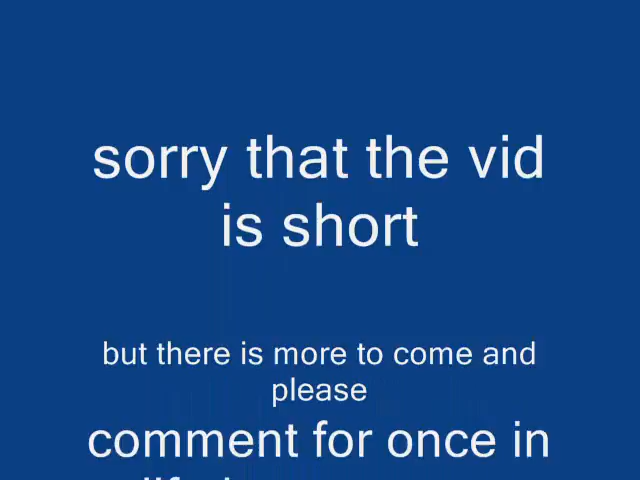 sorry that the vid
is short
but there is more to come and
please
comment for once in